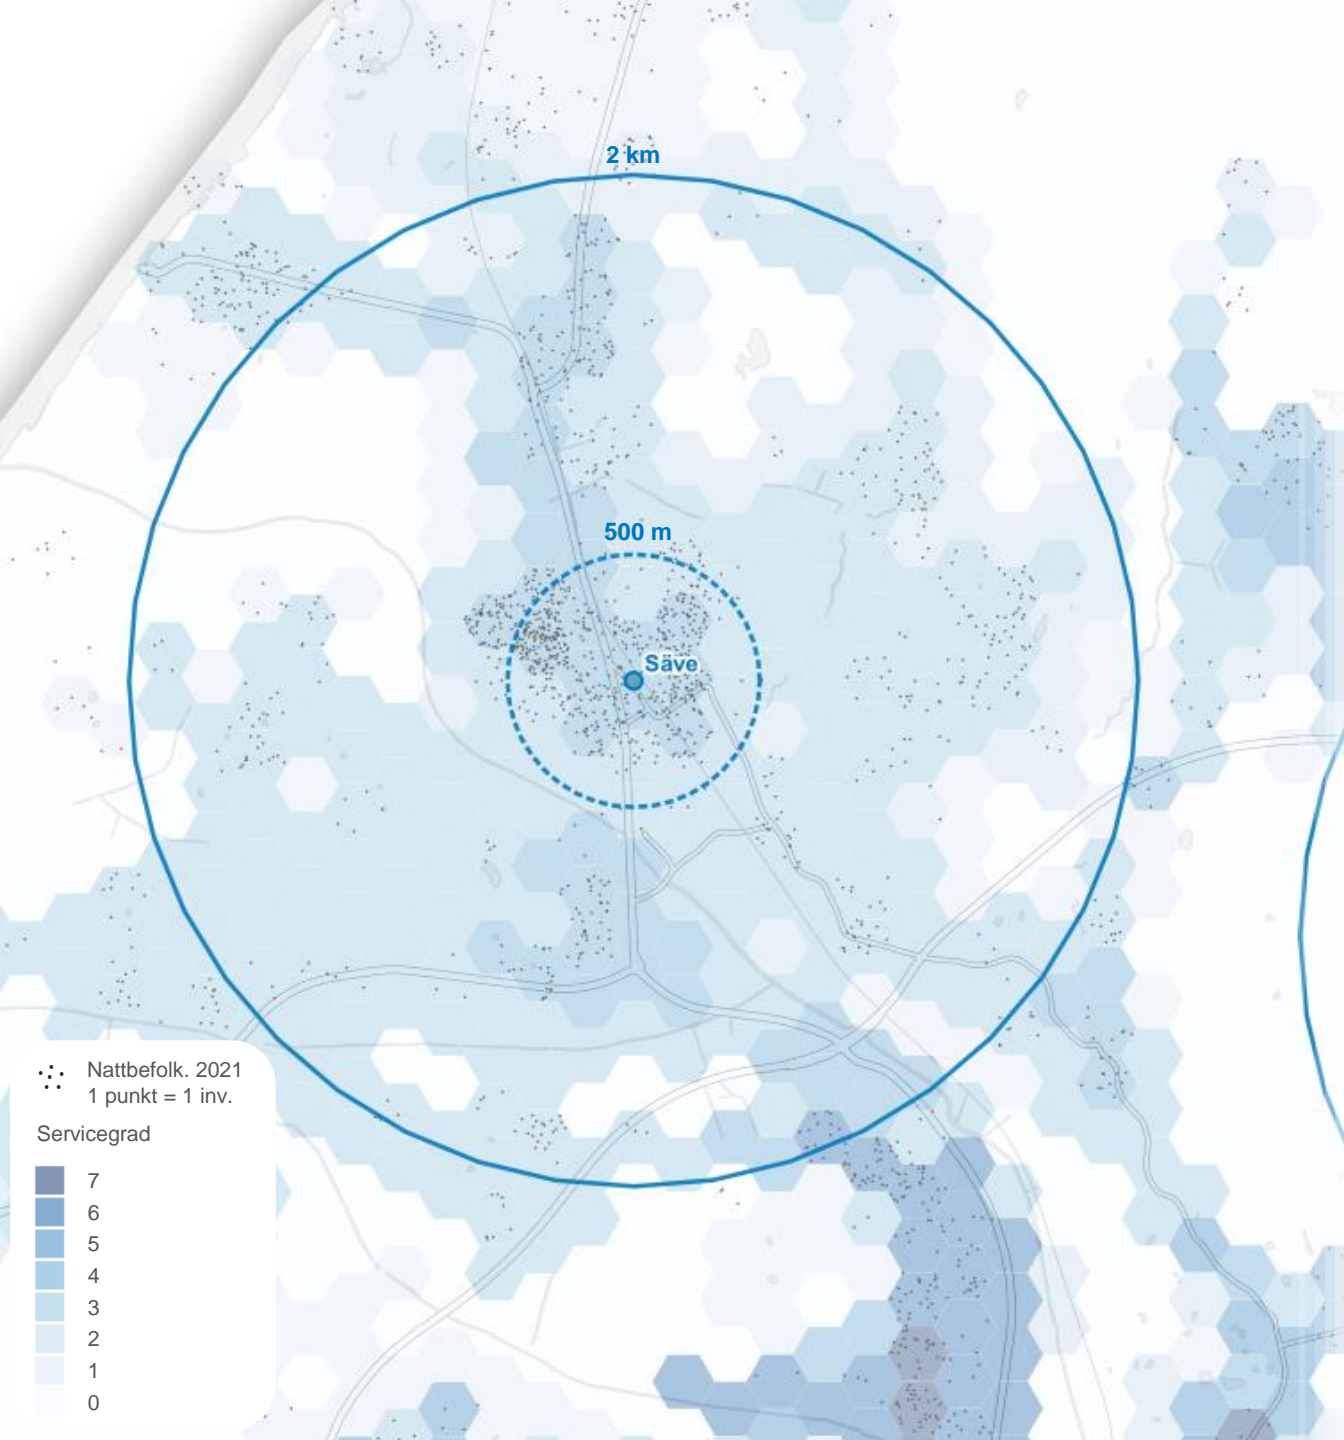 2 km
500 m
Säve
Nattbefolk. 2021
1 punkt = 1 inv.
Servicegrad
7
6
5
4
3
2
1
0